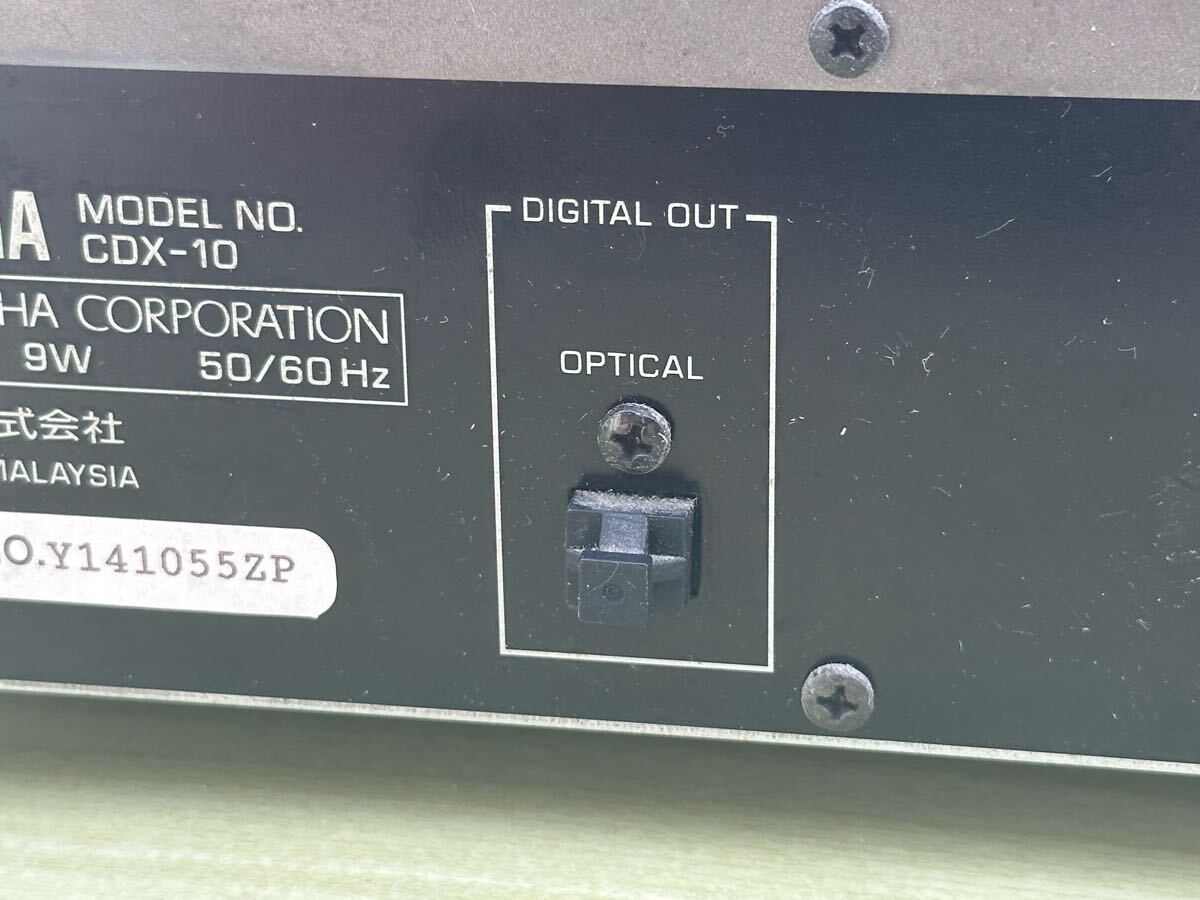 MODEL NO.
CDX-10
HA CORPORATION
9W 50/60Hz
式会社
MALAYSIA
O.Y141055ZP
DIGITAL OUT
OPTICAL